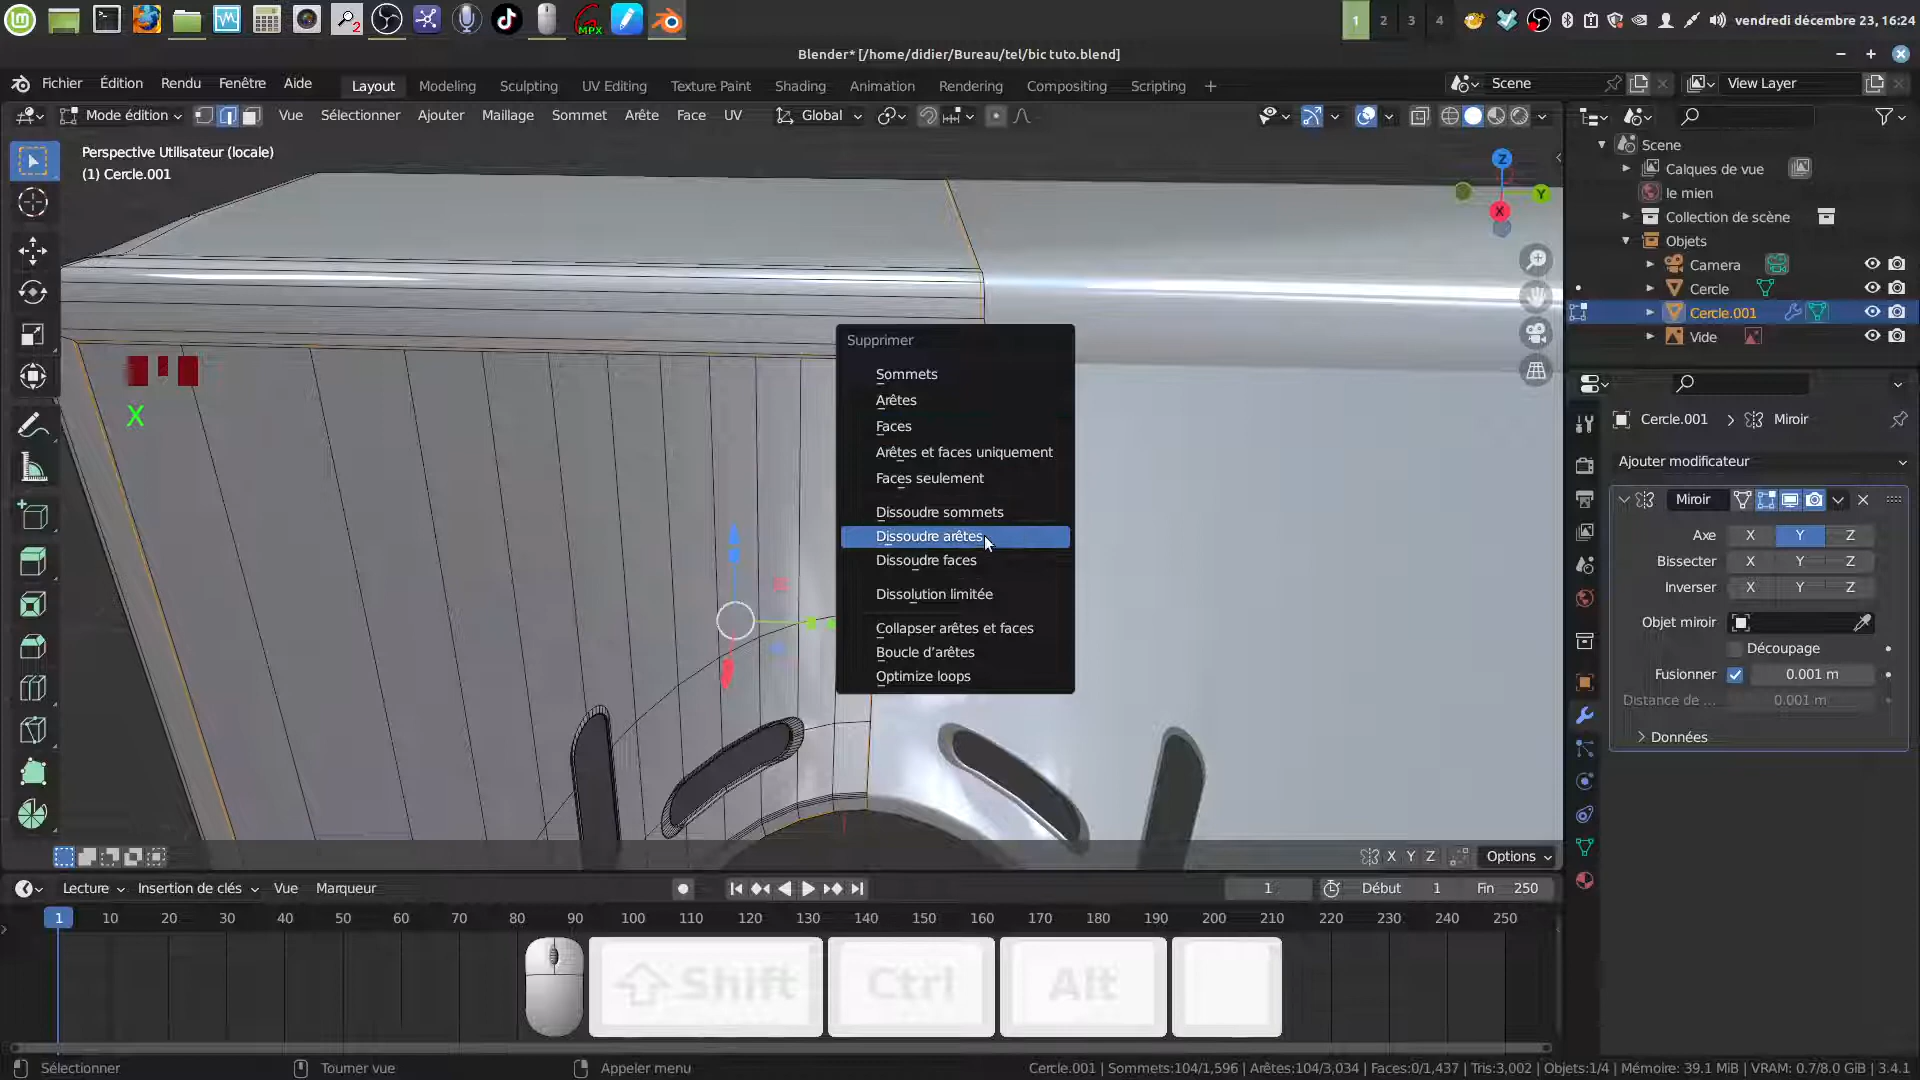 1 2 3 4 vendredi décembre 23, 16:24
Blender* [/home/didier/Bureau/tel/bic tuto.blend]
Fichier Édition Rendu Fenêtre Aide Layout Modeling Sculpting UV Editing Texture Paint Shading Animation Rendering Compositing Scripting + Scene View Layer
Mode édition Vue Sélectionner Ajouter Maillage Sommet Arête Face UV Global
Perspective Utilisateur (locale)
(1) Cercle.001
Z
Y
X
X
Supprimer
Sommets
Arêtes
Faces
Arêtes et faces uniquement
Faces seulement
Dissoudre sommets
Dissoudre arêtes
Dissoudre faces
Dissolution limitée
Collapser arêtes et faces
Boucle d'arêtes
Optimize loops
Scene
Calques de vue
le mien
Collection de scène
Objets
Camera
Cercle
Cercle.001
Vide
Cercle.001 > Miroir
Ajouter modificateur
Miroir
Axe X Y Z
Bissecter X Y Z
Inverser X Y Z
Objet miroir
Découpage
Fusionner 0.001 m
Distance de ... 0.001 m
Données
X Y Z Options
Lecture Insertion de clés Vue Marqueur 1 Début 1 Fin 250
1 10 20 30 40 50 60 70 80 90 100 110 120 130 140 150 160 170 180 190 200 210 220 230 240 250
Shift Ctrl Alt
Sélectionner Tourner vue Appeler menu Cercle.001 | Sommets:104/1,596 | Arêtes:104/3,034 | Faces:0/1,437 | Tris:3,002 | Objets:1/4 | Mémoire: 39.1 MiB | VRAM: 0.7/8.0 GiB | 3.4.1